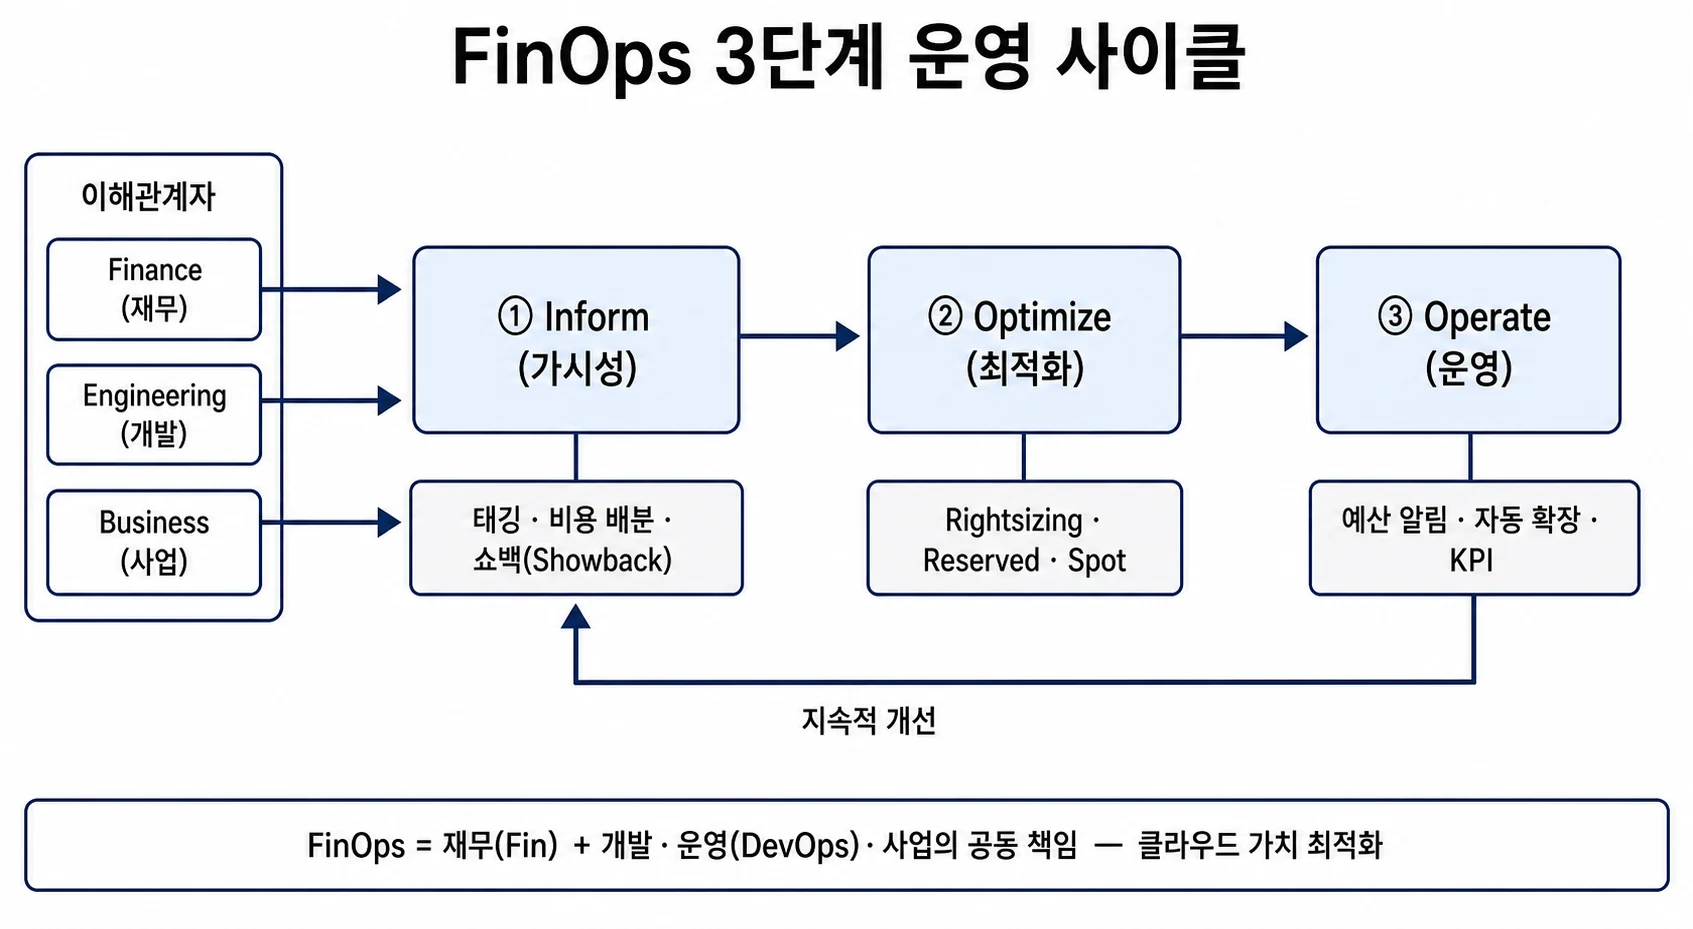 FinOps 3단계 운영 사이클
이해관계자
Finance
(재무)
Engineering
(개발)
Business
(사업)
① Inform
(가시성)
태깅 · 비용 배분 ·
쇼백(Showback)
② Optimize
(최적화)
Rightsizing ·
Reserved · Spot
③ Operate
(운영)
예산 알림 · 자동 확장 ·
KPI
지속적 개선
FinOps = 재무(Fin) + 개발 · 운영(DevOps) · 사업의 공동 책임 — 클라우드 가치 최적화